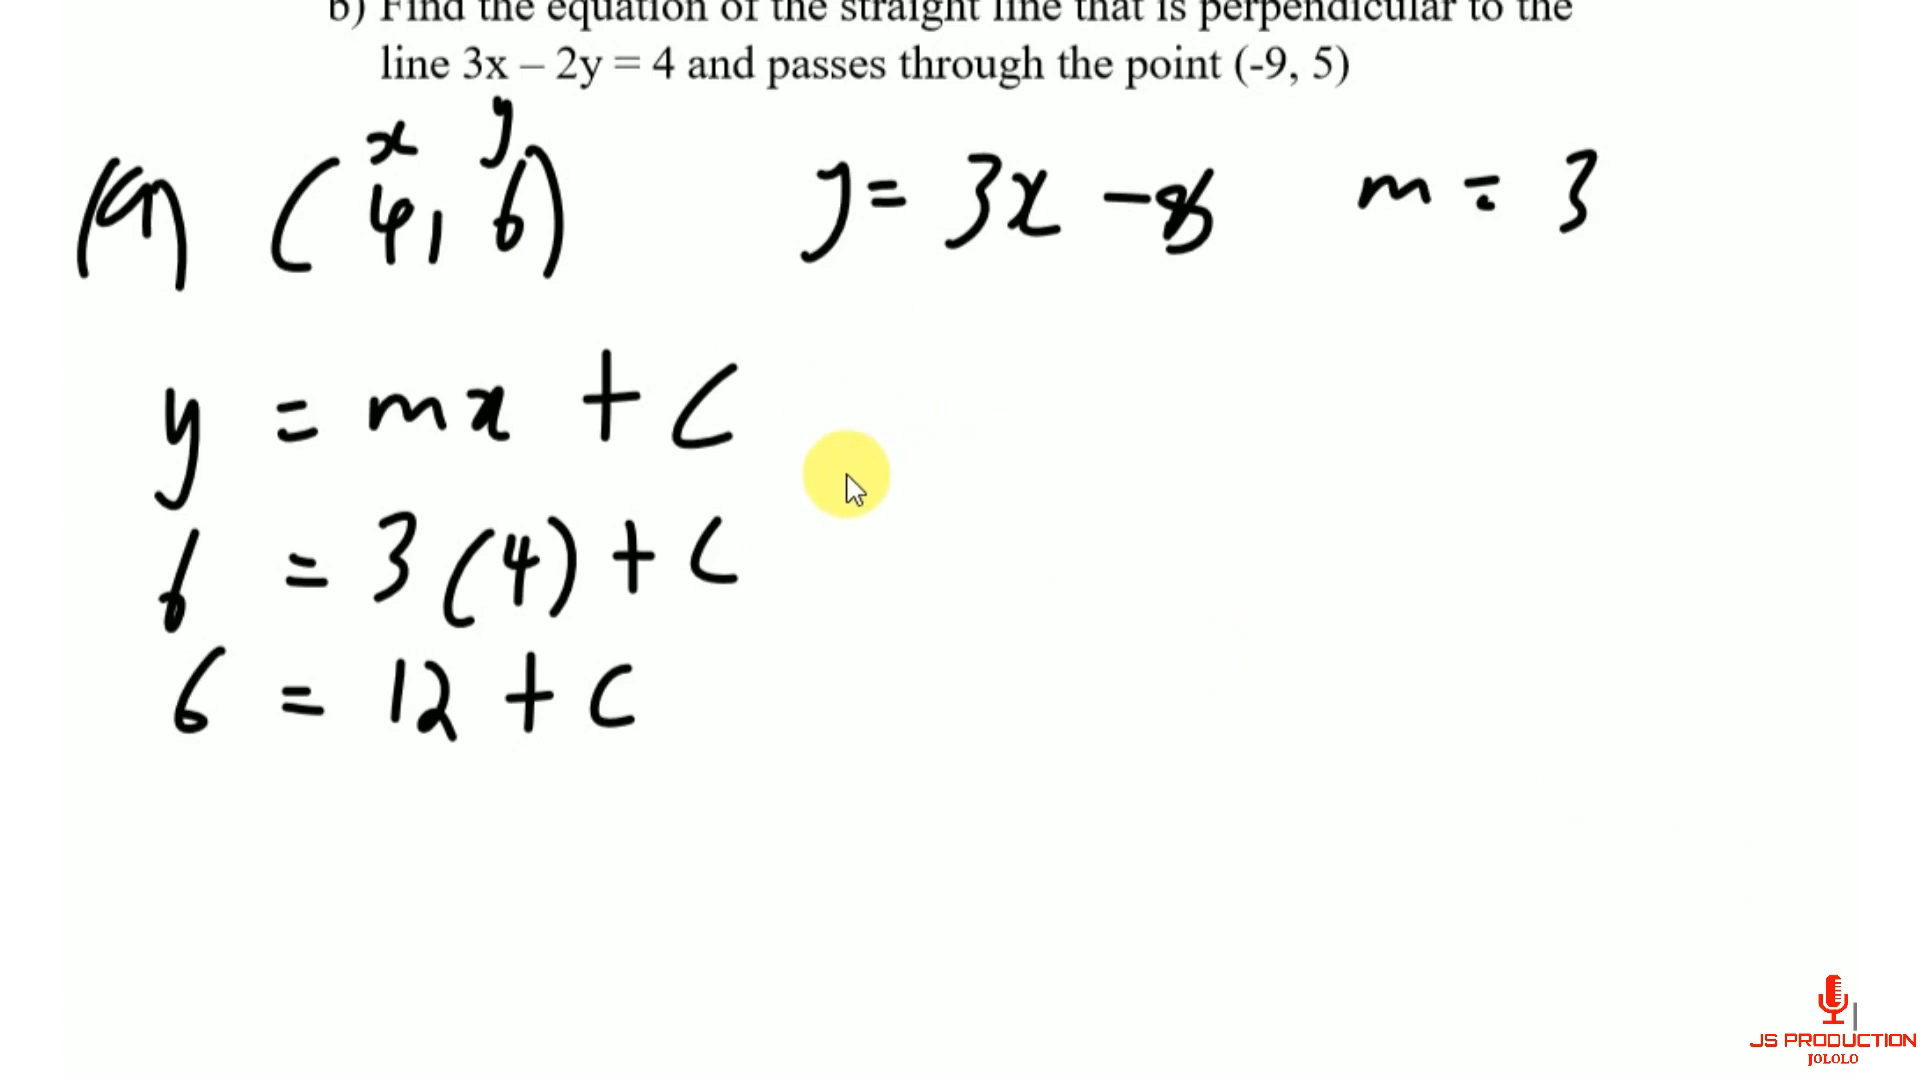 b) Find the equation of the straight line that is perpendicular to the
line 3x – 2y = 4 and passes through the point (-9, 5)
x y
(a) (4, 6) y = 3x - 8 m = 3
y = mx + c
6 = 3(4) + c
6 = 12 + c
JS PRODUCTION
JOLOLO